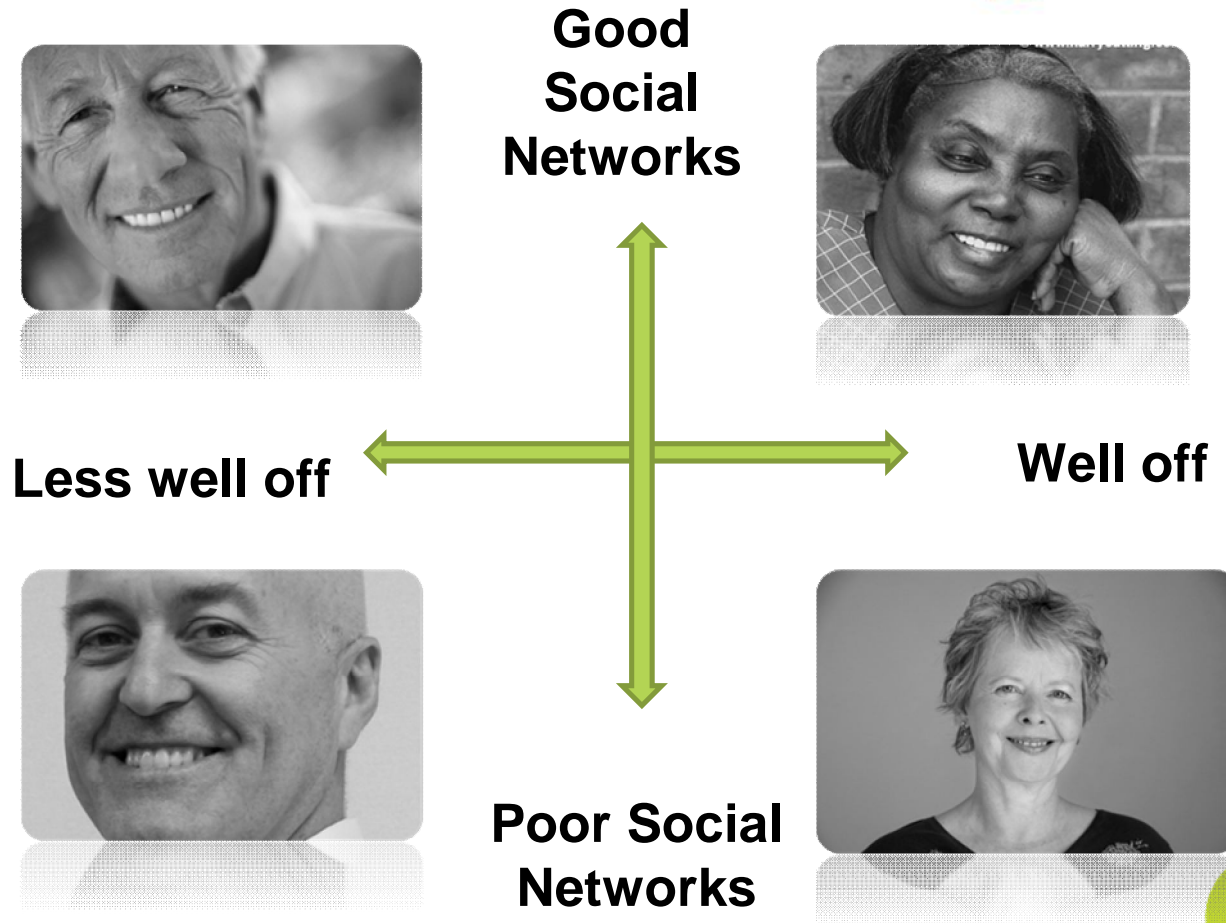 Good
Social
Networks
Less well off
Well off
Poor Social
Networks